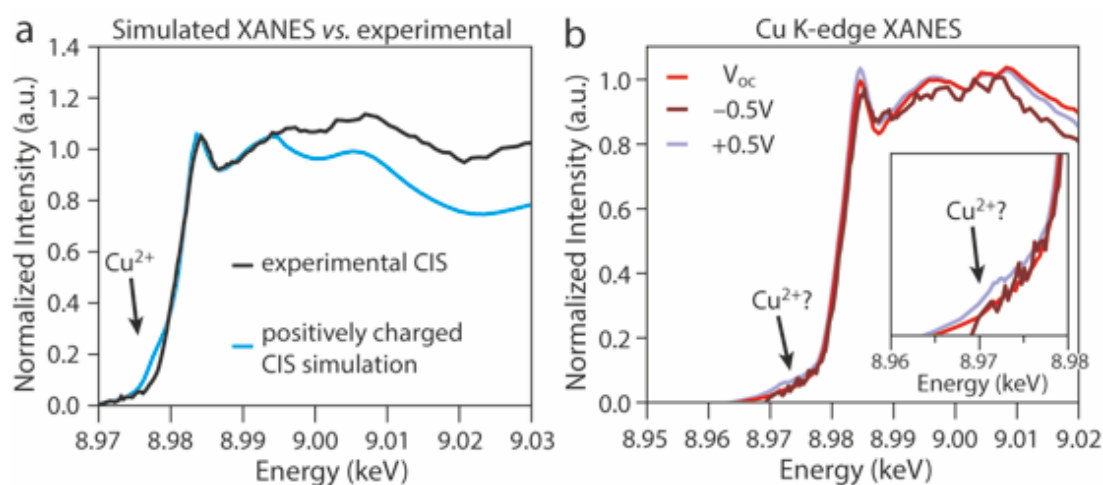 a
Simulated XANES vs. experimental
1.4
1.2
1.0
0.8
0.6
0.4
0.2
0.0
Normalized Intensity (a.u.)
Cu²⁺
experimental CIS
positively charged
CIS simulation
8.97 8.98 8.99 9.00 9.01 9.02 9.03
Energy (keV)
b
Cu K-edge XANES
1.0
0.8
0.6
0.4
0.2
0.0
Normalized Intensity (a.u.)
Voc
–0.5V
+0.5V
Cu²⁺?
Cu²⁺?
8.96 8.97 8.98
Energy (keV)
8.95 8.96 8.97 8.98 8.99 9.00 9.01 9.02
Energy (keV)